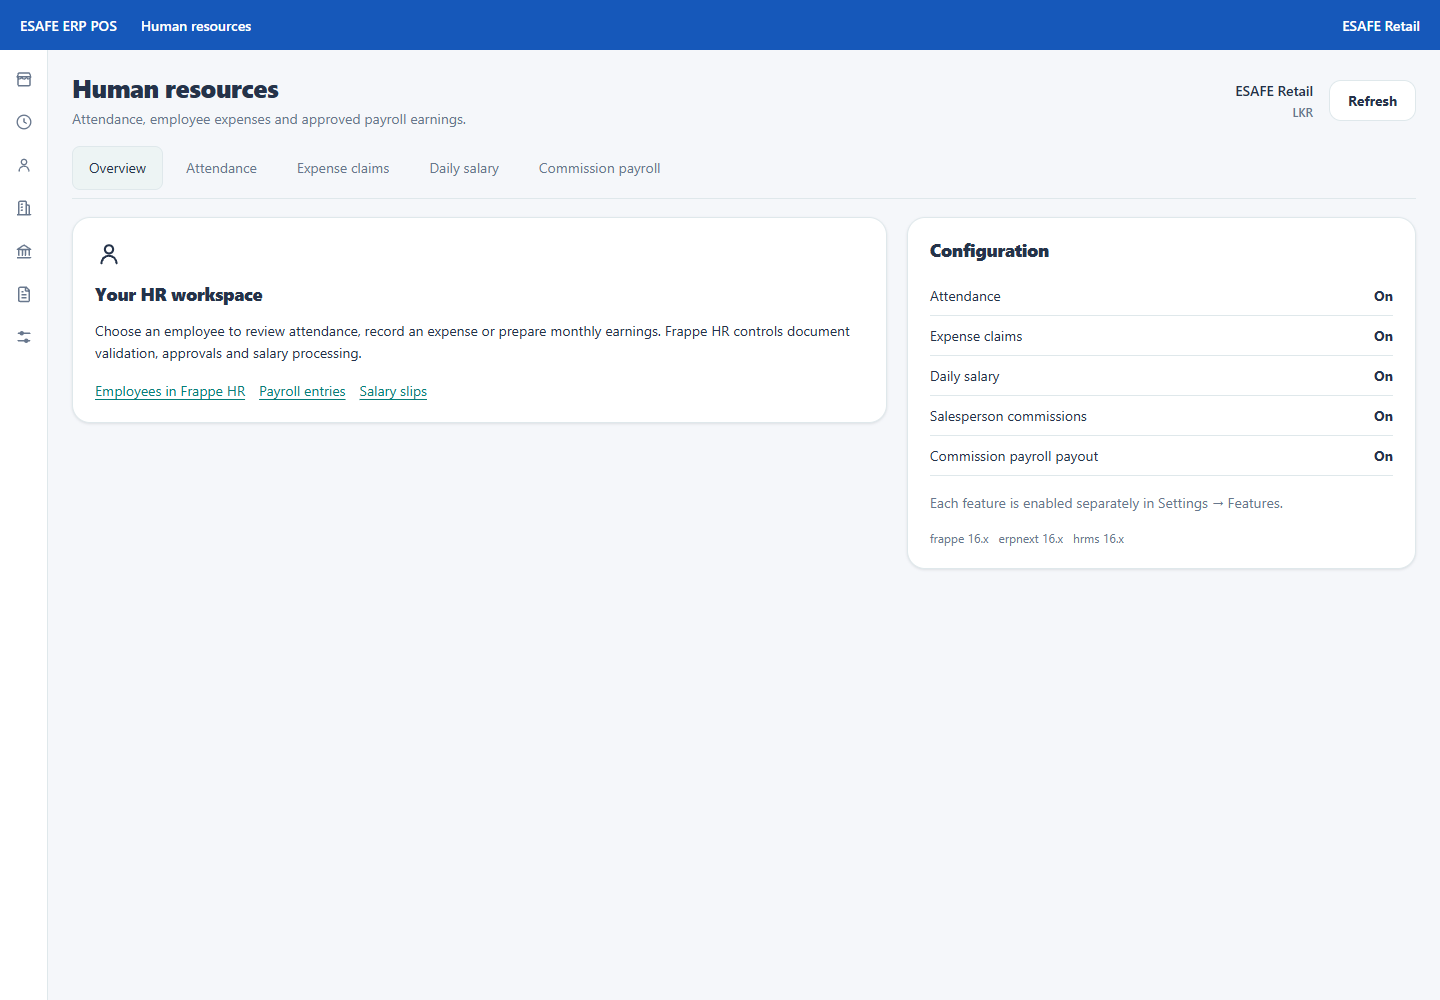 ESAFE ERP POS Human resources ESAFE Retail
Human resources
Attendance, employee expenses and approved payroll earnings.
ESAFE Retail
LKR
Refresh
Overview Attendance Expense claims Daily salary Commission payroll
Your HR workspace
Choose an employee to review attendance, record an expense or prepare monthly earnings. Frappe HR controls document
validation, approvals and salary processing.
Employees in Frappe HR Payroll entries Salary slips
Configuration
Attendance On
Expense claims On
Daily salary On
Salesperson commissions On
Commission payroll payout On
Each feature is enabled separately in Settings → Features.
frappe 16.x erpnext 16.x hrms 16.x